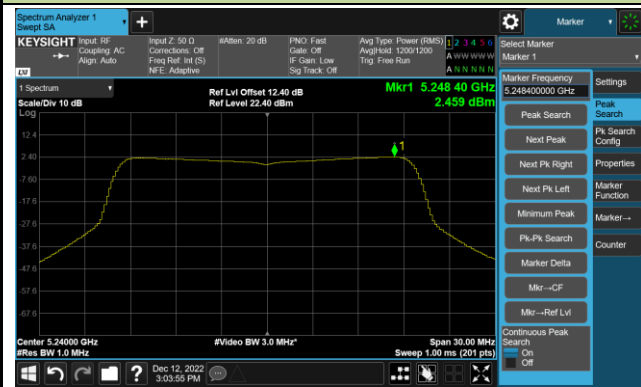 Spectrum Analyzer 1
Swept SA
Marker
KEYSIGHT
Input: RF
Coupling: AC
Align: Auto
Input Z: 50 Ω
Corrections: Off
Freq Ref: Int (S)
NFE: Adaptive
#Atten: 20 dB
PNO: Fast
Gate: Off
IF Gain: Low
Sig Track: Off
Avg Type: Power (RMS)
Avg|Hold: 1200/1200
Trig: Free Run
1 2 3 4 5 6
A W W W W W
A N N N N N
LXI
Select Marker
Marker 1
1 Spectrum
Scale/Div 10 dB
Log
Ref Lvl Offset 12.40 dB
Ref Level 22.40 dBm
Mkr1 5.248 40 GHz
2.459 dBm
12.4
2.40
-7.60
-17.6
-27.6
-37.6
-47.6
-57.6
-67.6
1
Center 5.24000 GHz
#Res BW 1.0 MHz
#Video BW 3.0 MHz*
Span 30.00 MHz
Sweep 1.00 ms (201 pts)
Marker Frequency
5.248400000 GHz
Peak Search
Next Peak
Next Pk Right
Next Pk Left
Minimum Peak
Pk-Pk Search
Marker Delta
Mkr→CF
Mkr→Ref Lvl
Continuous Peak
Search
On
Off
Settings
Peak
Search
Pk Search
Config
Properties
Marker
Function
Marker→
Counter
?
Dec 12, 2022
3:03:55 PM